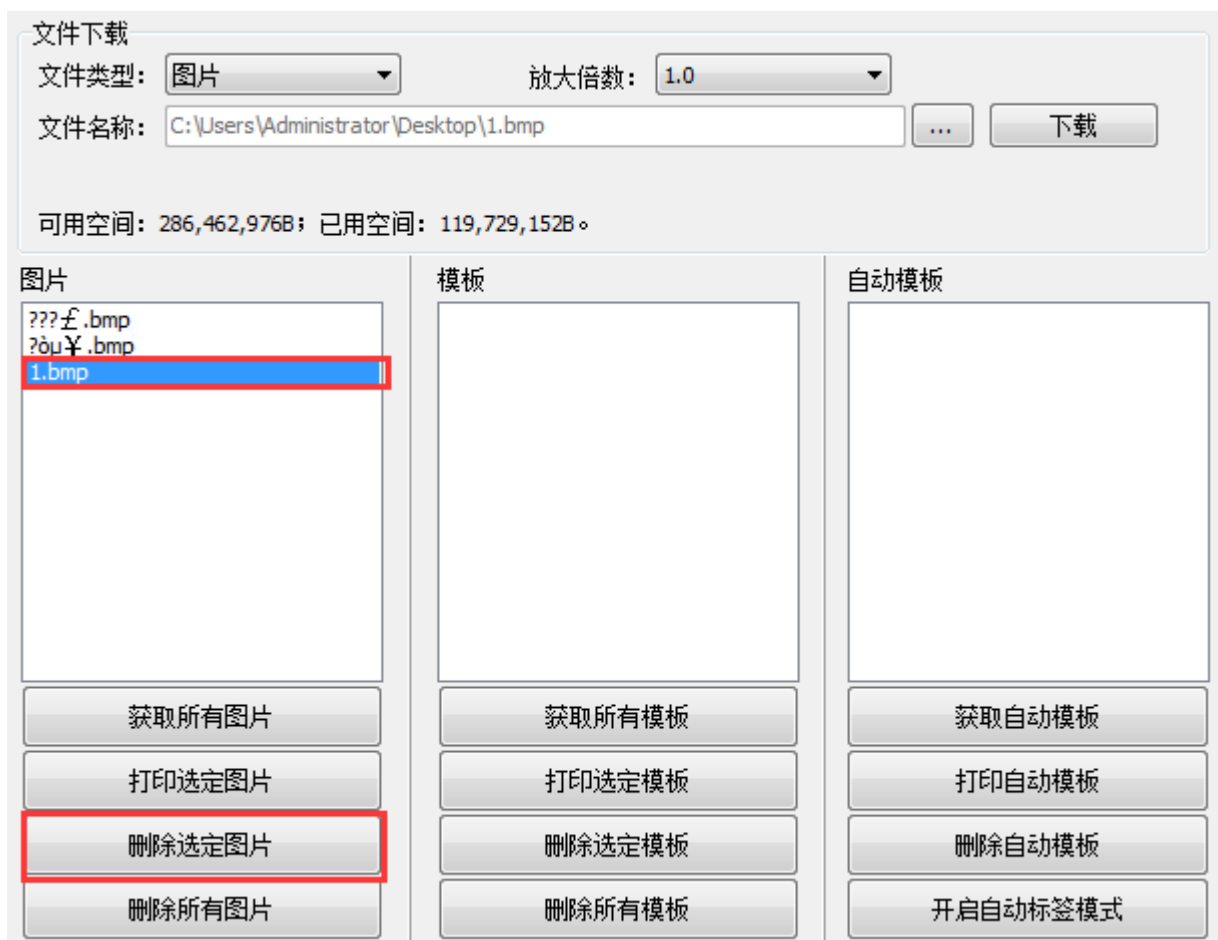 文件下载
文件类型： 图片 放大倍数： 1.0
文件名称： C:\Users\Administrator\Desktop\1.bmp ... 下载
可用空间：286,462,976B；已用空间：119,729,152B。
图片 模板 自动模板
???￡.bmp
?òµ￥.bmp
1.bmp
获取所有图片 获取所有模板 获取自动模板
打印选定图片 打印选定模板 打印自动模板
删除选定图片 删除选定模板 删除自动模板
删除所有图片 删除所有模板 开启自动标签模式